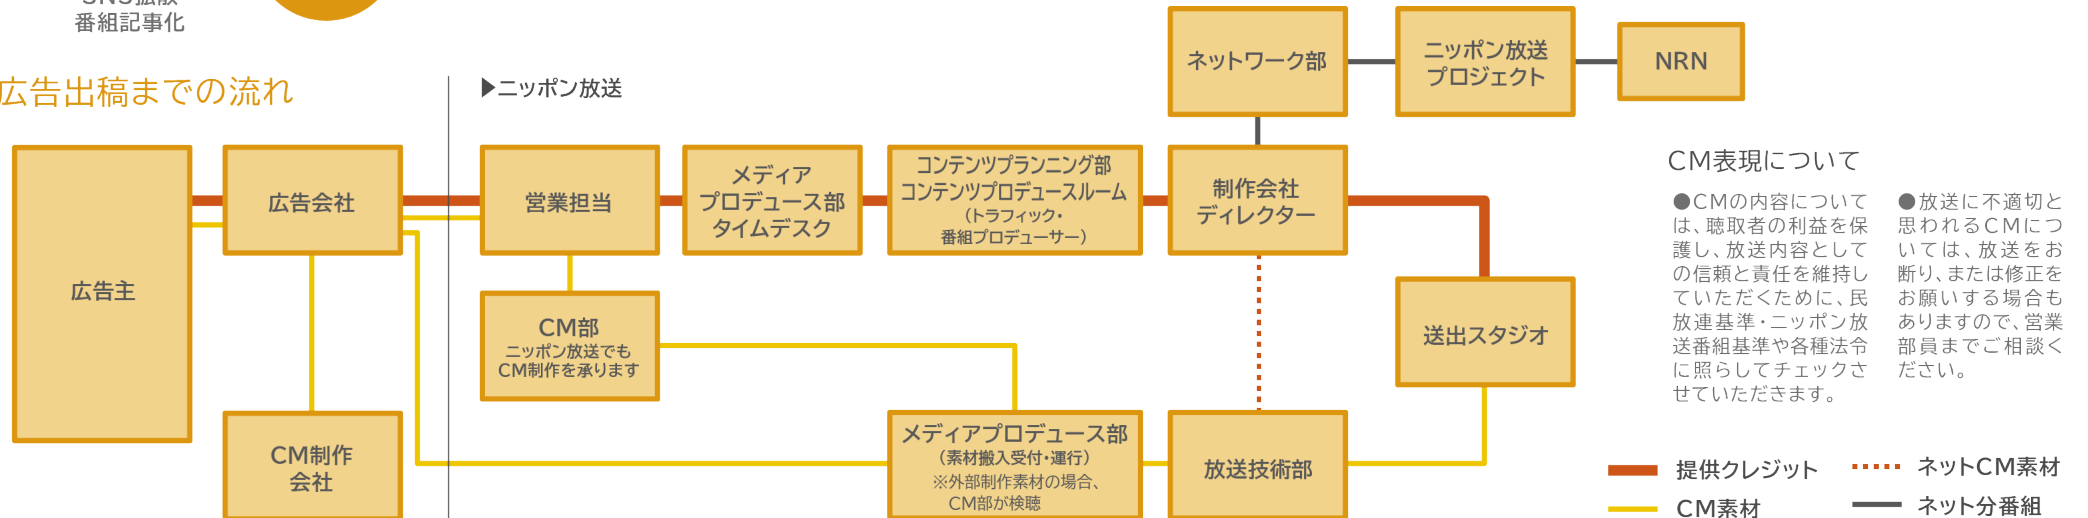 SNS拡散
番組記事化
広告出稿までの流れ
▶ニッポン放送
ネットワーク部
ニッポン放送
プロジェクト
NRN
広告主
広告会社
営業担当
メディア
プロデュース部
タイムデスク
コンテンツプランニング部
コンテンツプロデュースルーム
（トラフィック・
番組プロデューサー）
制作会社
ディレクター
CM部
ニッポン放送でも
CM制作を承ります
送出スタジオ
CM制作
会社
メディアプロデュース部
（素材搬入受付・運行）
※外部制作素材の場合、
CM部が検聴
放送技術部
CM表現について
●CMの内容について
は、聴取者の利益を保
護し、放送内容として
の信頼と責任を維持し
ていただくために、民
放連基準・ニッポン放
送番組基準や各種法令
に照らしてチェックさ
せていただきます。
●放送に不適切と
思われるCMにつ
いては、放送をお
断り、または修正を
お願いする場合も
ありますので、営業
部員までご相談く
ださい。
提供クレジット
ネットCM素材
CM素材
ネット分番組